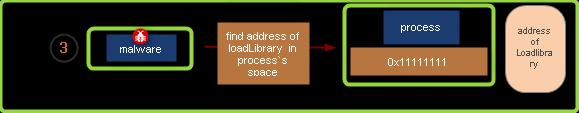 3
malware
find address of
loadLibrary in
process`s
space
process
0x11111111
address
of
Loadlibra
ry